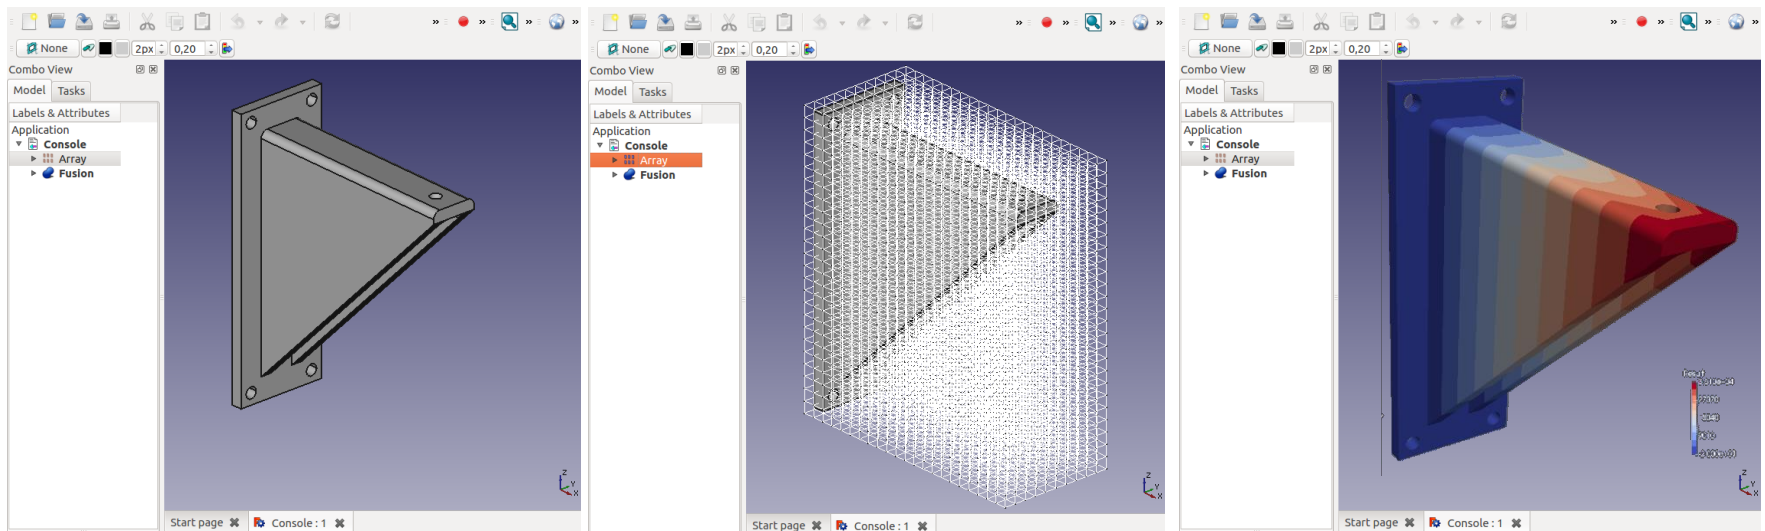 None
2px
0,20
Combo View
Model
Tasks
Labels & Attributes
Application
Console
Array
Fusion
Z
Y
X
Start page
Console : 1
None
2px
0,20
Combo View
Model
Tasks
Labels & Attributes
Application
Console
Array
Fusion
Z
Y
X
Start page
Console : 1
None
2px
0,20
Combo View
Model
Tasks
Labels & Attributes
Application
Console
Array
Fusion
Z
Y
X
Start page
Console : 1